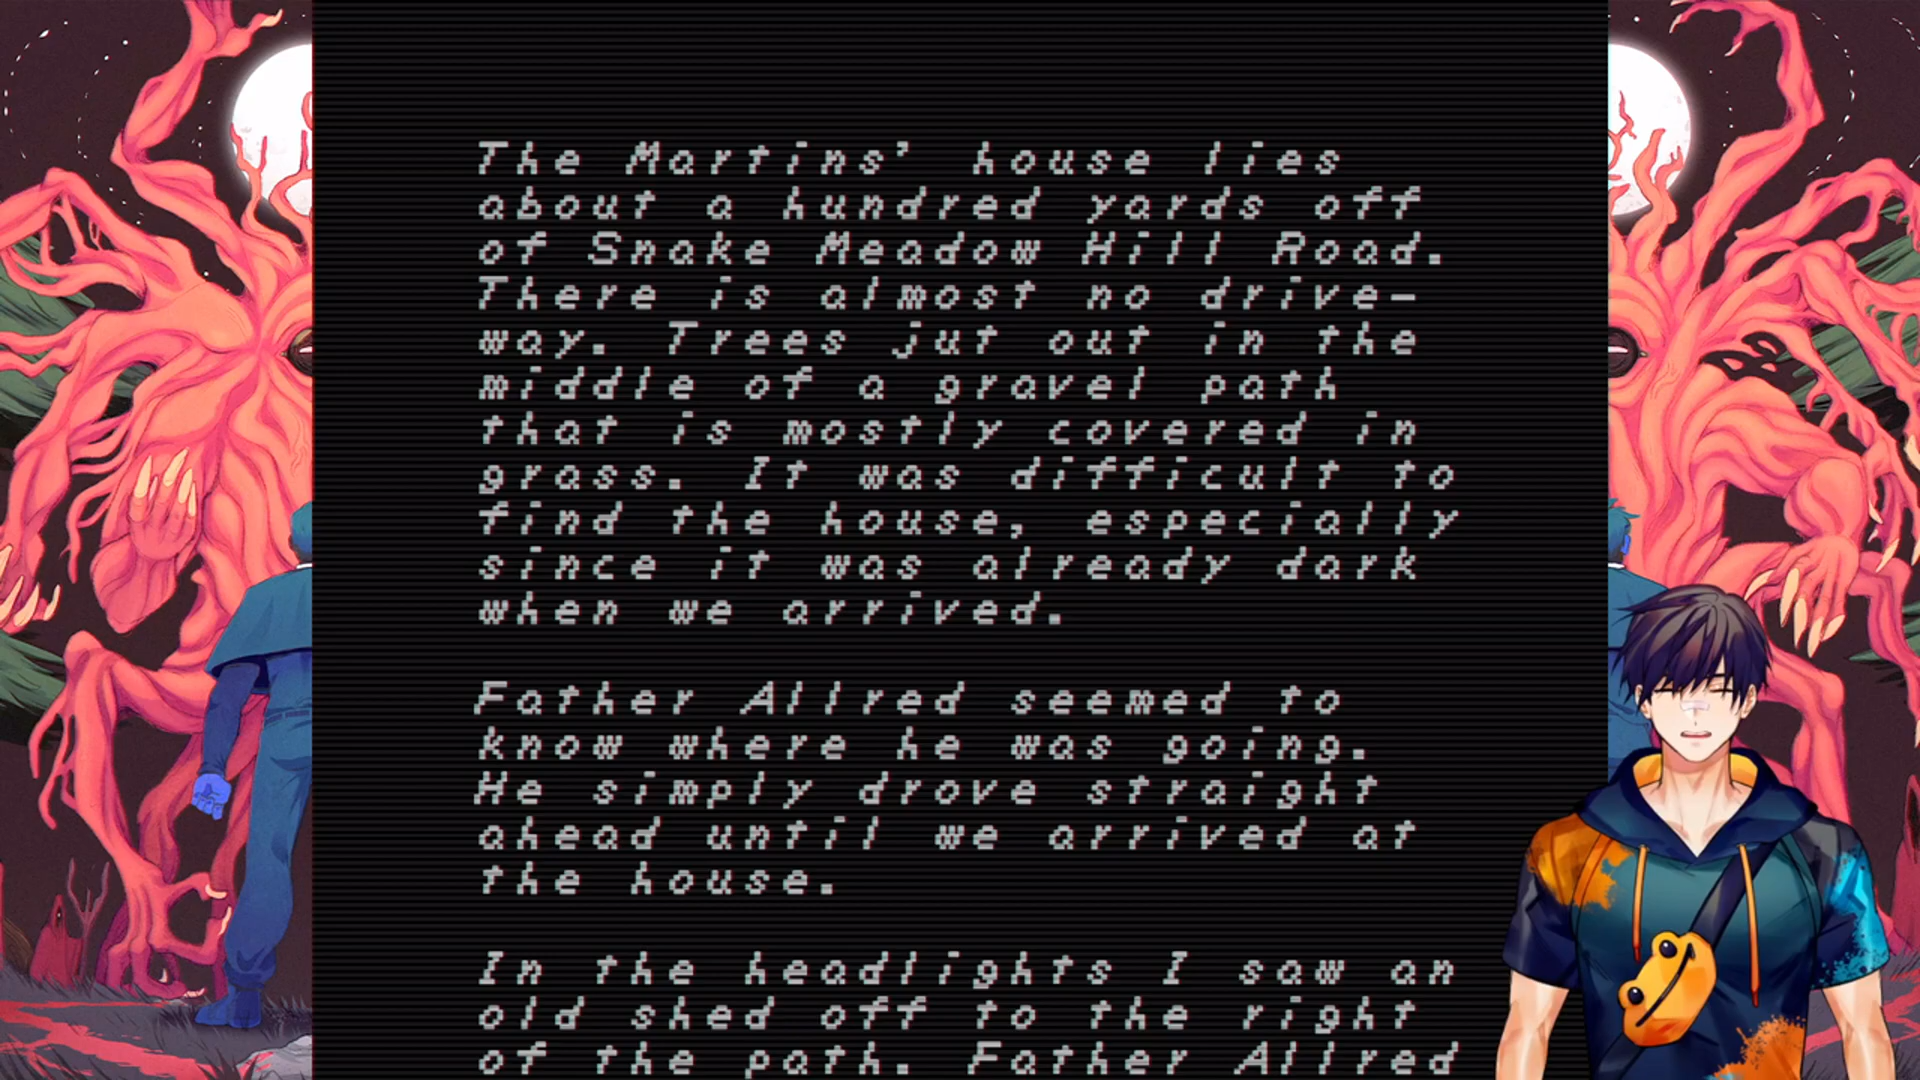 The Martins' house lies
about a hundred yards off
of Snake Meadow Hill Road.
There is almost no drive-
way. Trees jut out in the
middle of a gravel path
that is mostly covered in
grass. It was difficult to
find the house, especially
since it was already dark
when we arrived.
Father Allred seemed to
know where he was going.
He simply drove straight
ahead until we arrived at
the house.
In the headlights I saw an
old shed off to the right
of the path. Father Allred